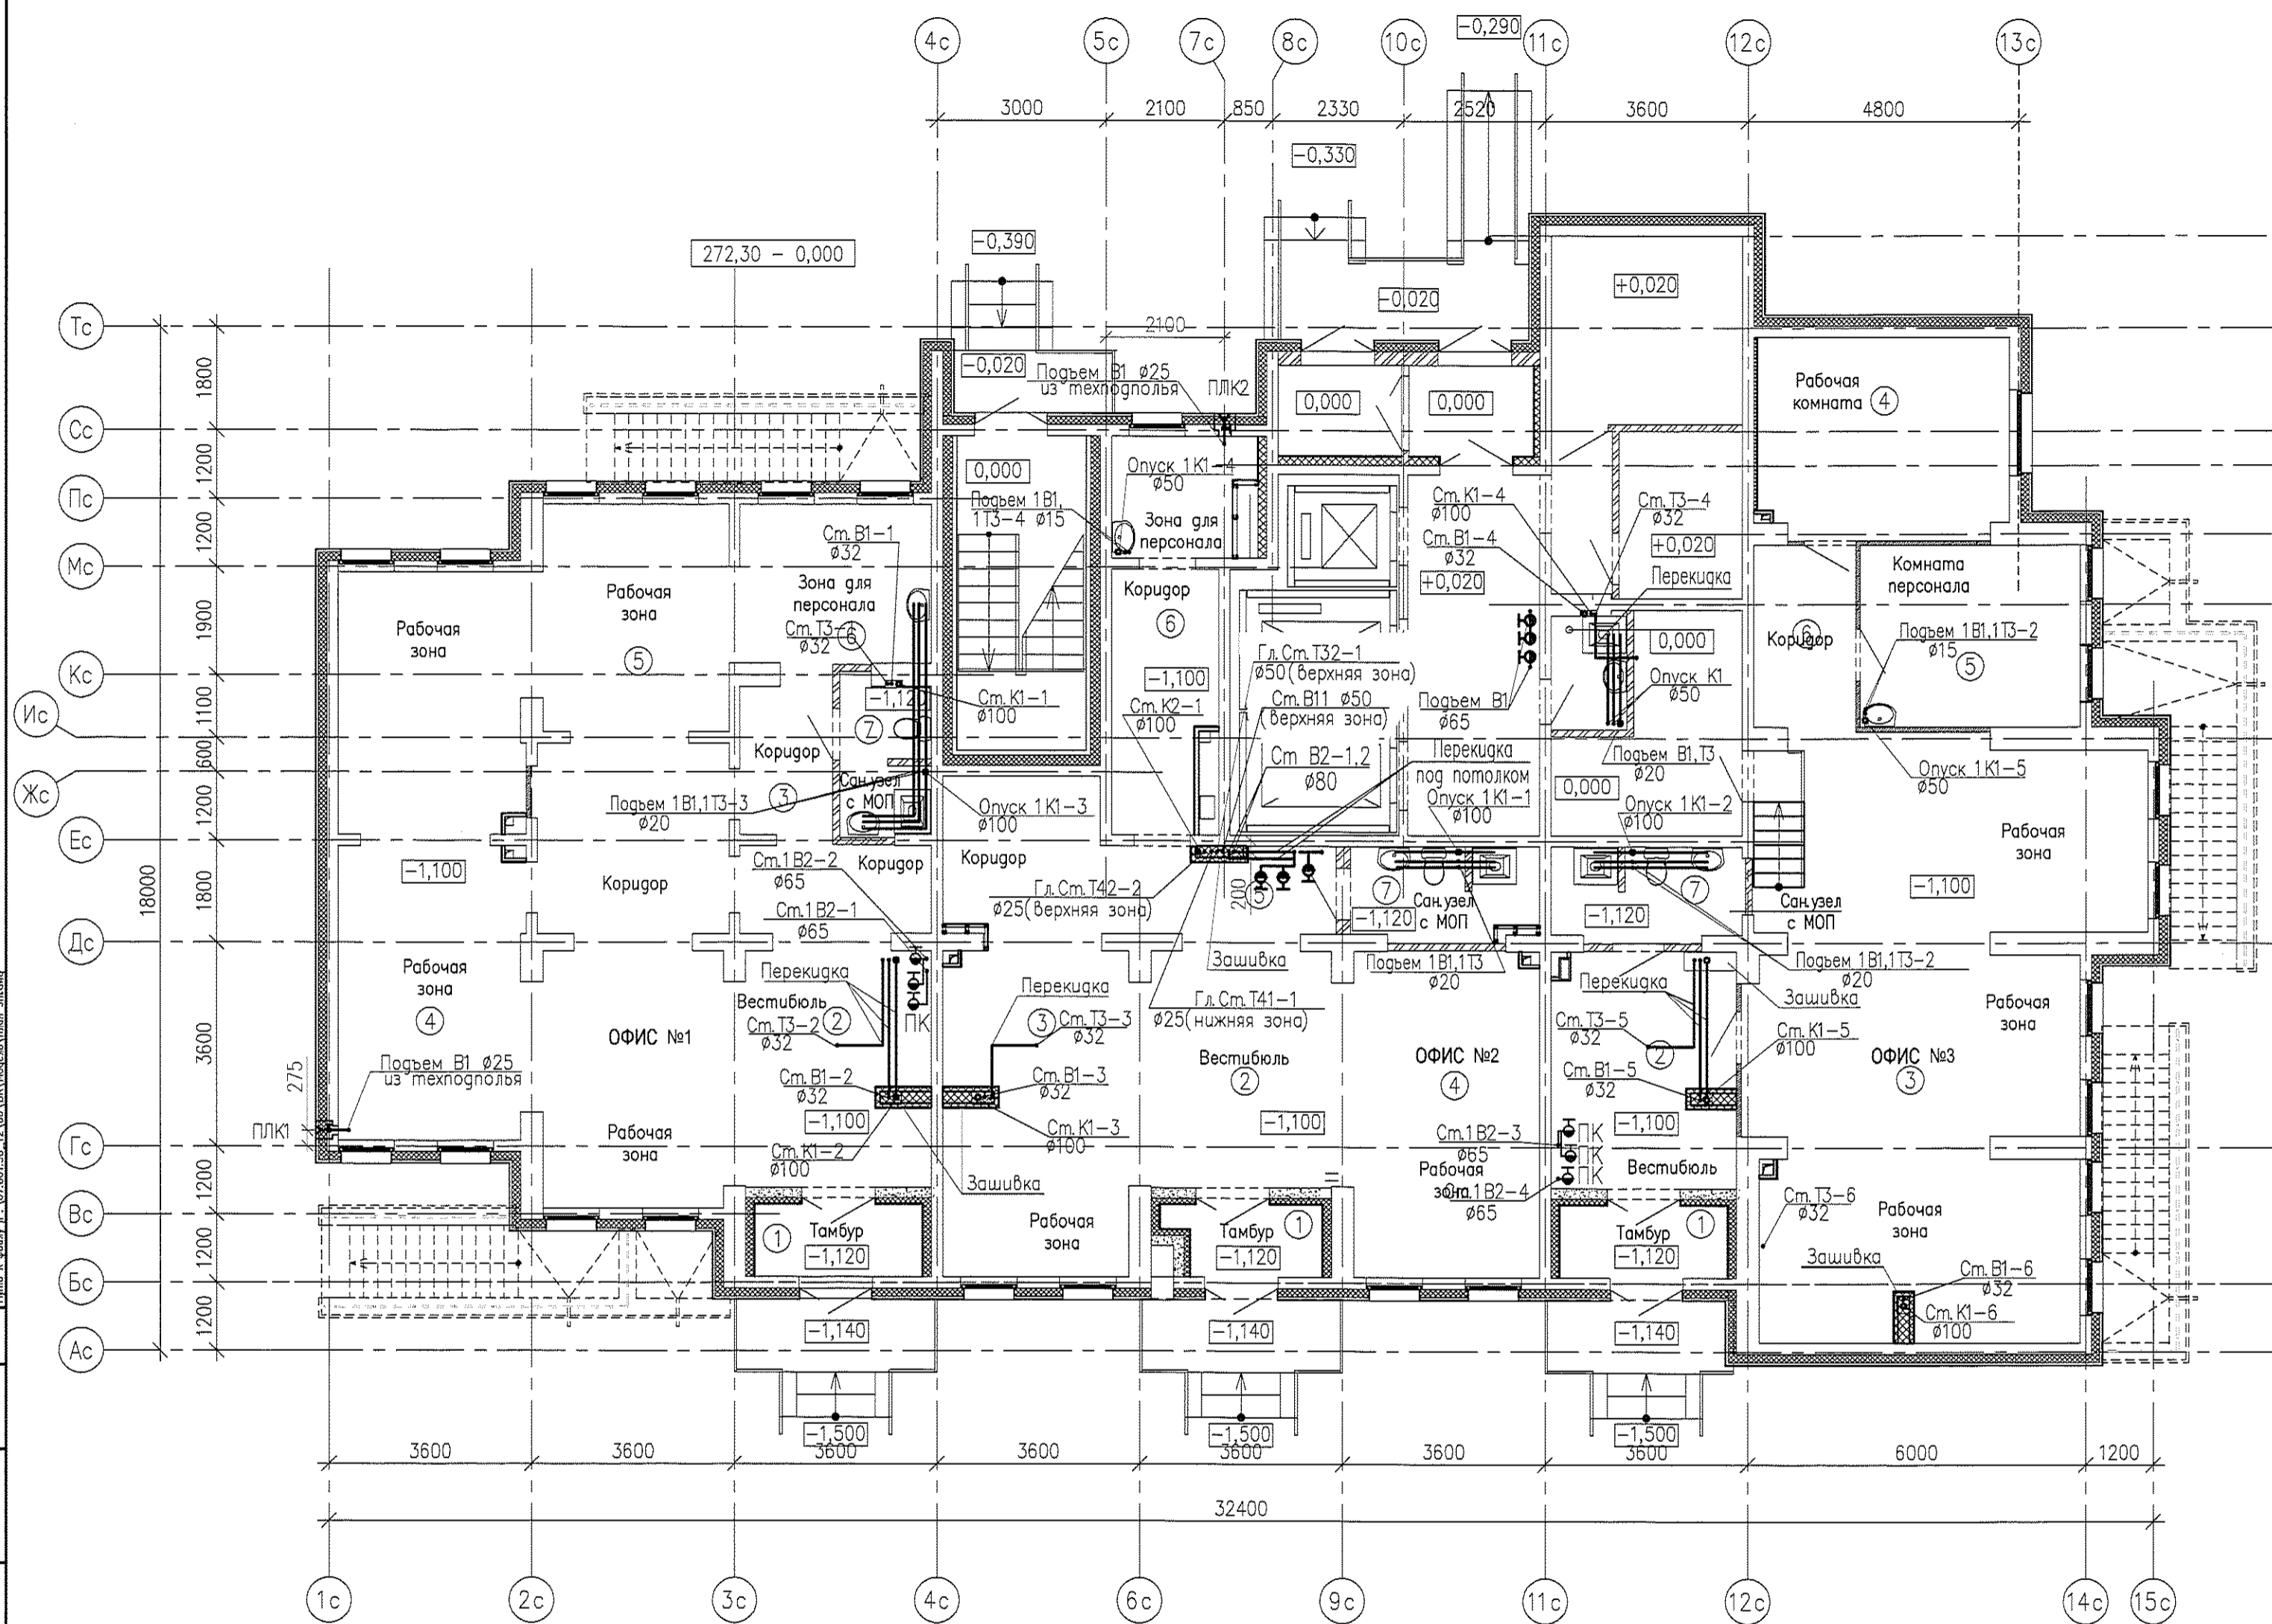 -0,290
4с 5с 7с 8с 10с 11с 12с 13с
3000 2100 850 2330 2520 3600 4800
-0,330
-0,390
272,30 - 0,000
+0,020
-0,020
Тс
2100
1800
-0,020
Подъем В1 ø25
из техподполья
ПЛК2
Рабочая
комната 4
0,000 0,000
Сс
1200
0,000
Опуск 1К1-4
ø50
Пс
Подъем 1В1,
1Т3-4 ø15
Ст.К1-4
ø100
Ст.Т3-4
ø32
Зона для
персонала
1200
Ст.В1-1
ø32
Ст.В1-4
ø32
+0,020
Мс
Комната
персонала
+0,020
Перекидка
Рабочая
зона
Зона для
персонала
Коридор
6
1900
Рабочая
зона
Ст.Т3-1
ø32
6
0,000
Коридор
6
Подъем 1В1,1Т3-2
ø15
5
5
Гл.Ст.Т32-1
ø50(верхняя зона)
Кс
-1,100
Опуск К1
ø50
-1,120
Ст.К1-1
ø100
Ст.К2-1
ø100
Ст.В11 ø50
(верхняя зона)
Подъем В1
ø65
Ис
1100
7
600
Коридор
Ст В2-1,2
ø80
Перекидка
под потолком
Подъем В1,Т3
ø20
Жс
Сан.узел
с МОП
3
Опуск 1К1-5
ø50
0,000
1200
Подъем 1В1,1Т3-3
ø20
Опуск 1К1-3
ø100
Опуск 1К1-1
ø100
Опуск 1К1-2
ø100
Ес
Рабочая
зона
Коридор
Коридор
Ст.1В2-2
ø65
-1,100
Коридор
18000
1800
Гл.Ст.Т42-2
ø25(верхняя зона)
200
5
7
7
-1,100
Сан.узел
с МОП
Сан.узел
с МОП
-1,120
-1,120
Ст.1В2-1
ø65
Дс
Рабочая
зона
4
Перекидка
Зашивка
Подъем 1В1,1Т3
ø20
Подъем 1В1,1Т3-2
ø20
Перекидка
Перекидка
Зашивка
Вестибюль
2
ПК
Гл.Ст.Т41-1
ø25(нижняя зона)
Рабочая
зона
Ст.Т3-2
ø32
3
Ст.Т3-3
ø32
Ст.Т3-5
ø32
2
Ст.К1-5
ø100
3600
ОФИС №1
Вестибюль
2
ОФИС №2
4
ОФИС №3
3
275
Подъем В1 ø25
из техподполья
Ст.В1-2
ø32
Ст.В1-3
ø32
Ст.В1-5
ø32
-1,100
-1,100
-1,100
ПЛК1
Гс
Рабочая
зона
Ст.К1-2
ø100
Ст.К1-3
ø100
Ст.1В2-3
ø65
ПК
ПК
ПК
Рабочая
зона
Вестибюль
Зашивка
1200
Ст.1В2-4
ø65
Ст.Т3-6
ø32
Вс
Рабочая
зона
Рабочая
зона
1
Тамбур
-1,120
Тамбур
1
-1,120
Тамбур
1
-1,120
1200
Зашивка
Ст.В1-6
ø32
Бс
Ст.К1-6
ø100
1200
-1,140 -1,140 -1,140
Ас
-1,500 -1,500 -1,500
3600 3600 3600 3600 3600 3600 3600 6000 1200
32400
1с 2с 3с 4с 6с 9с 11с 12с 14с 15с